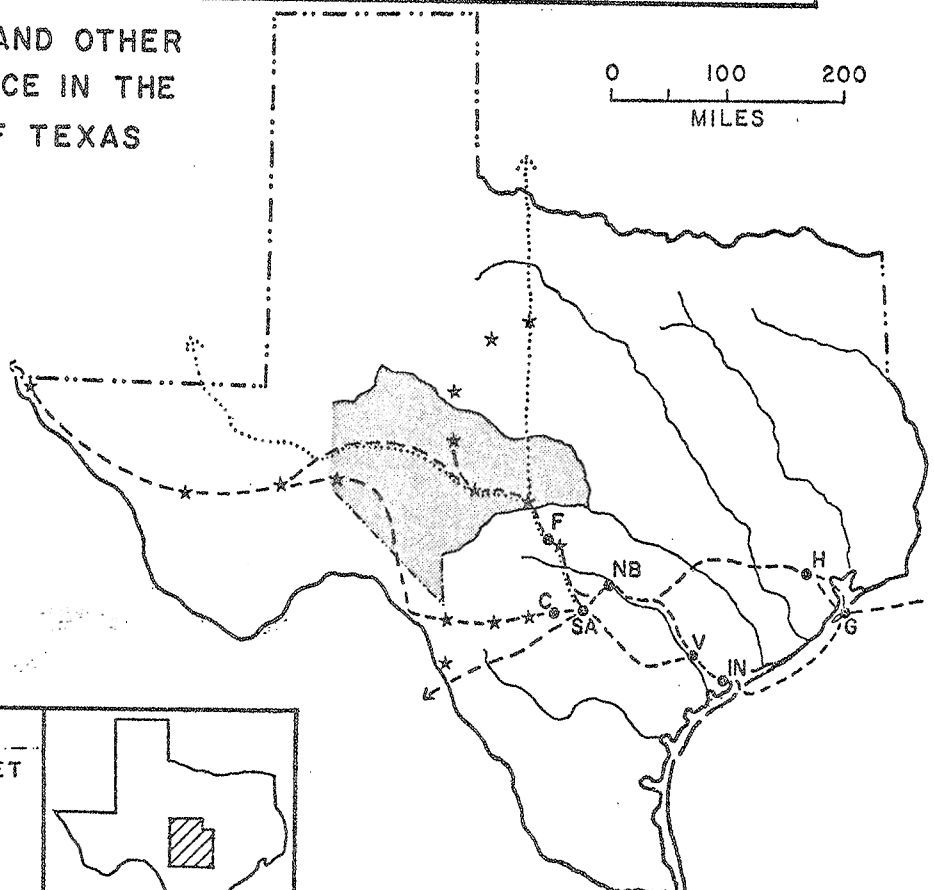 AND OTHER
CE IN THE
F TEXAS
0 100 200
MILES
F
NB
H
C
SA
G
V
IN
ET